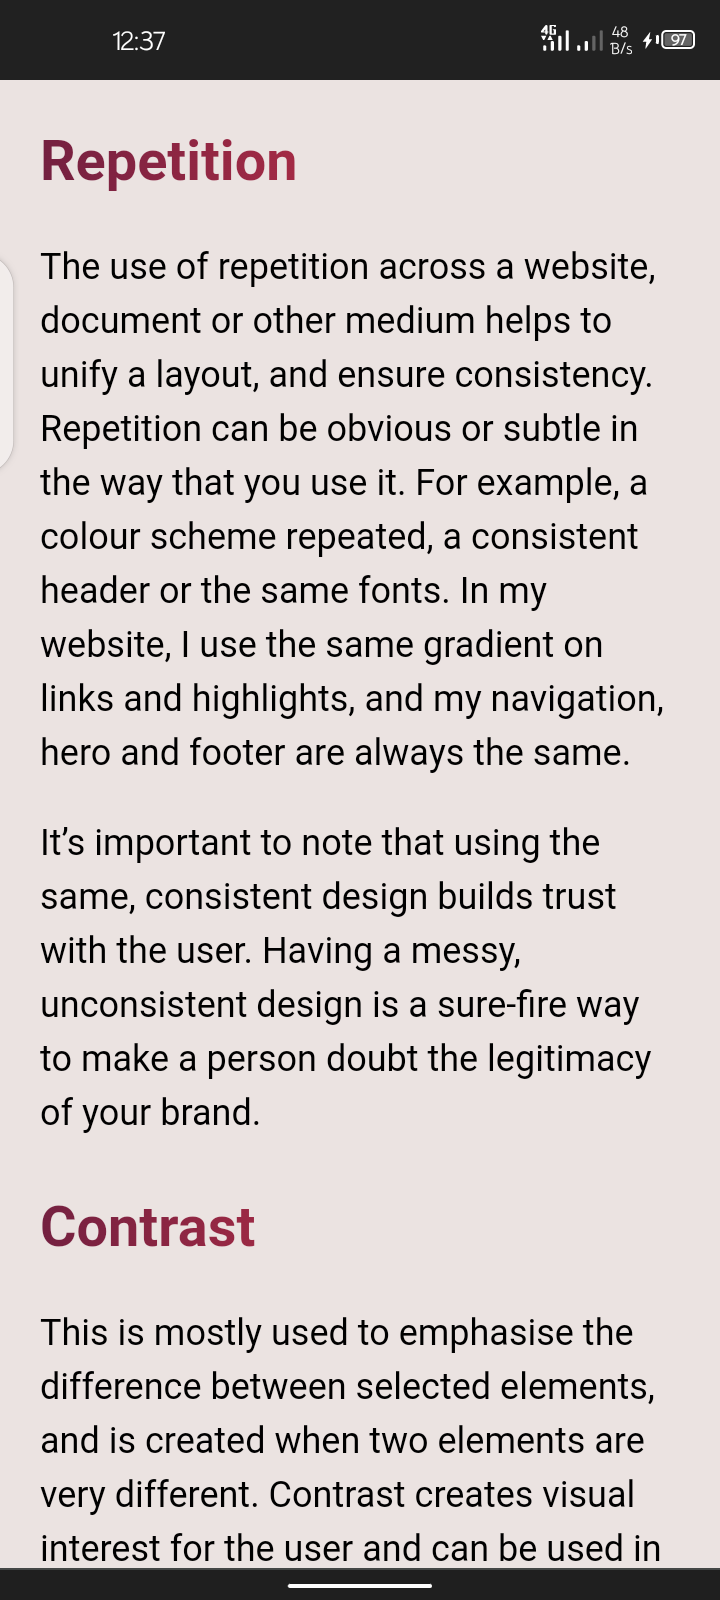 12:37
4G
48
B/s
97
Repetition
The use of repetition across a website,
document or other medium helps to
unify a layout, and ensure consistency.
Repetition can be obvious or subtle in
the way that you use it. For example, a
colour scheme repeated, a consistent
header or the same fonts. In my
website, I use the same gradient on
links and highlights, and my navigation,
hero and footer are always the same.
It’s important to note that using the
same, consistent design builds trust
with the user. Having a messy,
unconsistent design is a sure-fire way
to make a person doubt the legitimacy
of your brand.
Contrast
This is mostly used to emphasise the
difference between selected elements,
and is created when two elements are
very different. Contrast creates visual
interest for the user and can be used in